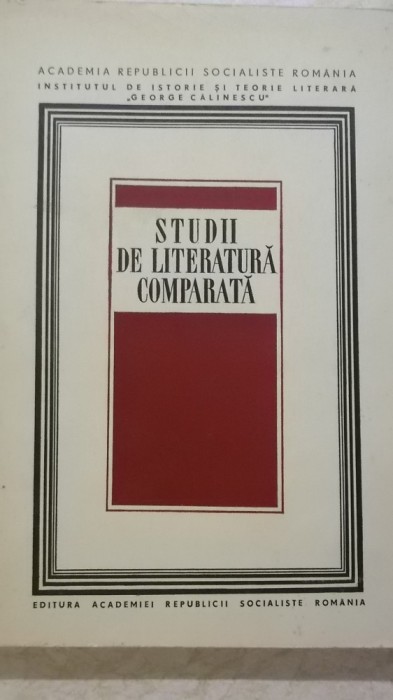 ACADEMIA REPUBLICII SOCIALISTE ROMÂNIA
INSTITUTUL DE ISTORIE ȘI TEORIE LITERARĂ
„GEORGE CĂLINESCU"
STUDII
DE LITERATURĂ
COMPARATĂ
EDITURA ACADEMIEI REPUBLICII SOCIALISTE ROMÂNIA